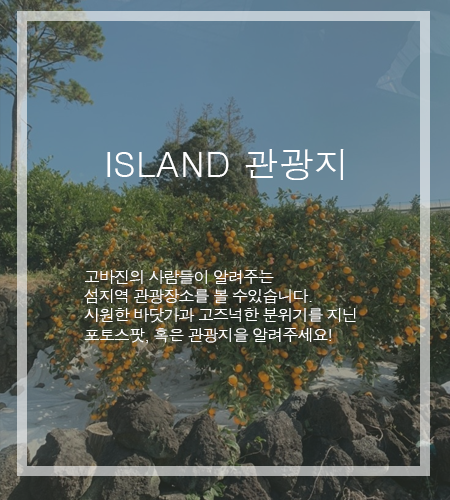 ISLAND 관광지
고바진의 사람들이 알려주는
섬지역 관광장소를 볼 수있습니다.
시원한 바닷가과 고즈넉한 분위기를 지닌
포토스팟, 혹은 관광지을 알려주세요!